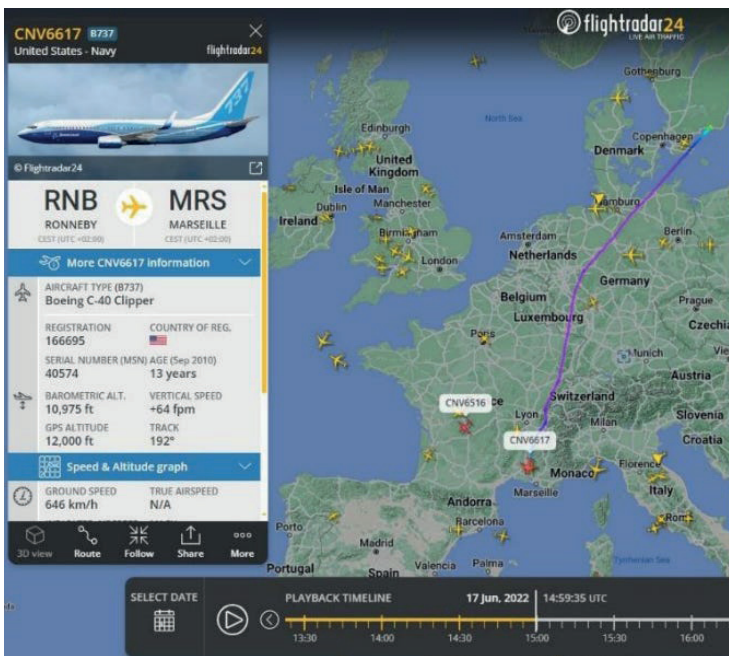 CNV6617 B737
United States - Navy
flightradar24
737
© Flightradar24
RNB
MRS
RONNEBY
MARSEILLE
CEST (UTC +02:00)
CEST (UTC +02:00)
More CNV6617 information
AIRCRAFT TYPE (B737)
Boeing C-40 Clipper
REGISTRATION
COUNTRY OF REG.
166695
SERIAL NUMBER (MSN) AGE (Sep 2010)
40574
13 years
BAROMETRIC ALT.
VERTICAL SPEED
10,975 ft
+64 fpm
GPS ALTITUDE
TRACK
12,000 ft
192°
Speed & Altitude graph
GROUND SPEED
TRUE AIRSPEED
646 km/h
N/A
3D view
Route
Follow
Share
More
flightradar24
LIVE AIR TRAFFIC
Gothenburg
North Sea
Edinburgh
Copenhagen
Denmark
United
Kingdom
Isle of Man
Dublin
Manchester
Hamburg
Ireland
Birmingham
Amsterdam
Berlin
Netherlands
London
Germany
Belgium
Prague
Luxembourg
Czechi
Paris
Munich
Vie
Austria
CNV6516
ce
Switzerland
Lyon
Slovenia
Milan
CNV6617
Croatia
Monaco
Florence
Marseille
Italy
Andorra
Rome
Porto
Barcelona
Madrid
Tyrrhenian Sea
Portugal
Spain
Valencia
Palma
SELECT DATE
PLAYBACK TIMELINE
17 Jun, 2022
14:59:35 UTC
13:30
14:00
14:30
15:00
15:30
16:00